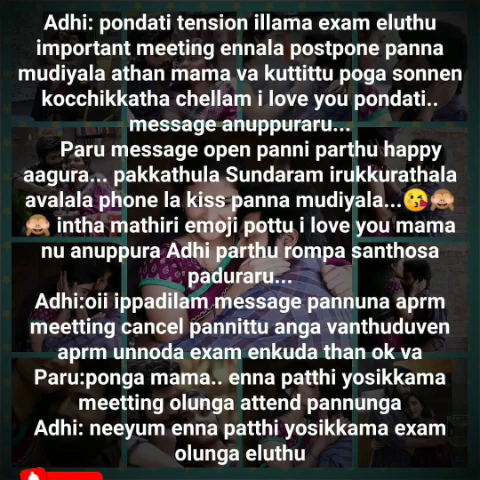 Adhi: pondati tension illama exam eluthu
important meeting ennala postpone panna
mudiyala athan mama va kuttittu poga sonnen
kocchikkatha chellam i love you pondati..
message anuppuraru...
Paru message open panni parthu happy
aagura... pakkathula Sundaram irukkurathala
avalala phone la kiss panna mudiyala...😘🙈
🙈 intha mathiri emoji pottu i love you mama
nu anuppura Adhi parthu rompa santhosa
paduraru...
Adhi:oii ippadilam message pannuna aprm
meetting cancel pannittu anga vanthuduven
aprm unnoda exam enkuda than ok va
Paru:ponga mama.. enna patthi yosikkama
meetting olunga attend pannunga
Adhi: neeyum enna patthi yosikkama exam
olunga eluthu